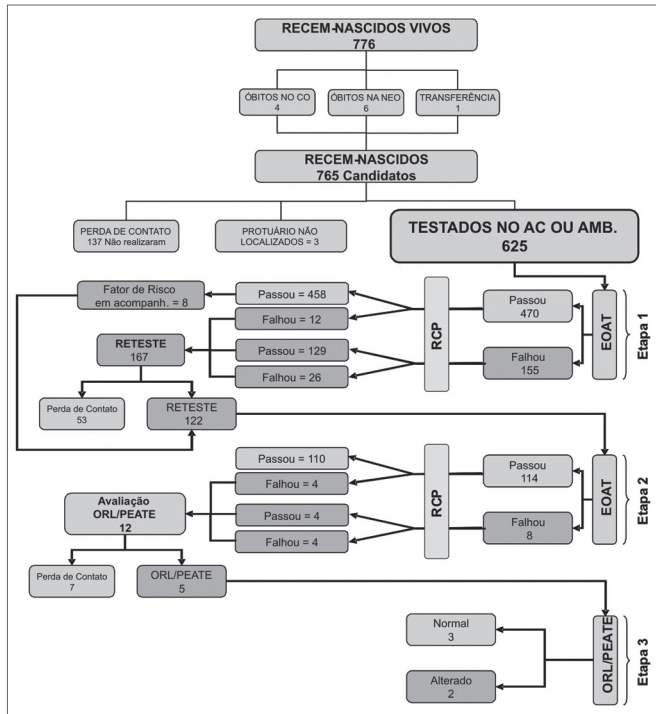 RECEM-NASCIDOS VIVOS
776
ÓBITOS NO CO
4
ÓBITOS NA NEO
6
TRANSFERÊNCIA
1
RECEM-NASCIDOS
765 Candidatos
PERDA DE CONTATO
137 Não realizaram
PROTUÁRIO NÃO
LOCALIZADOS = 3
TESTADOS NO AC OU AMB.
625
Fator de Risco
em acompanh. = 8
Passou = 458
Falhou = 12
Passou = 129
Falhou = 26
RCP
Passou
470
Falhou
155
EOAT
Etapa 1
RETESTE
167
Perda de Contato
53
RETESTE
122
Passou = 110
Falhou = 4
Passou = 4
Falhou = 4
RCP
Passou
114
Falhou
8
EOAT
Etapa 2
Avaliação
ORL/PEATE
12
Perda de Contato
7
ORL/PEATE
5
Normal
3
Alterado
2
ORL/PEATE
Etapa 3